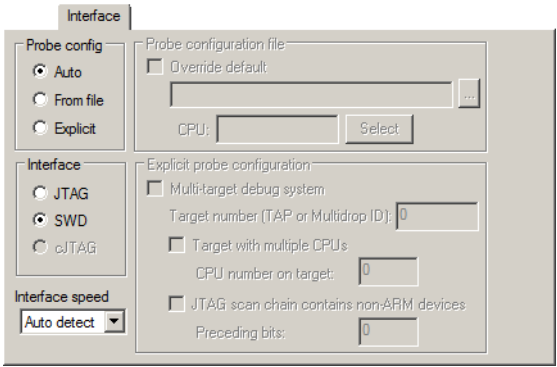 Interface
Probe config
Auto
From file
Explicit
Probe configuration file
Override default
...
CPU:
Select
Interface
JTAG
SWD
cJTAG
Interface speed
Auto detect
Explicit probe configuration
Multi-target debug system
Target number (TAP or Multidrop ID): 0
Target with multiple CPUs
CPU number on target: 0
JTAG scan chain contains non-ARM devices
Preceding bits: 0